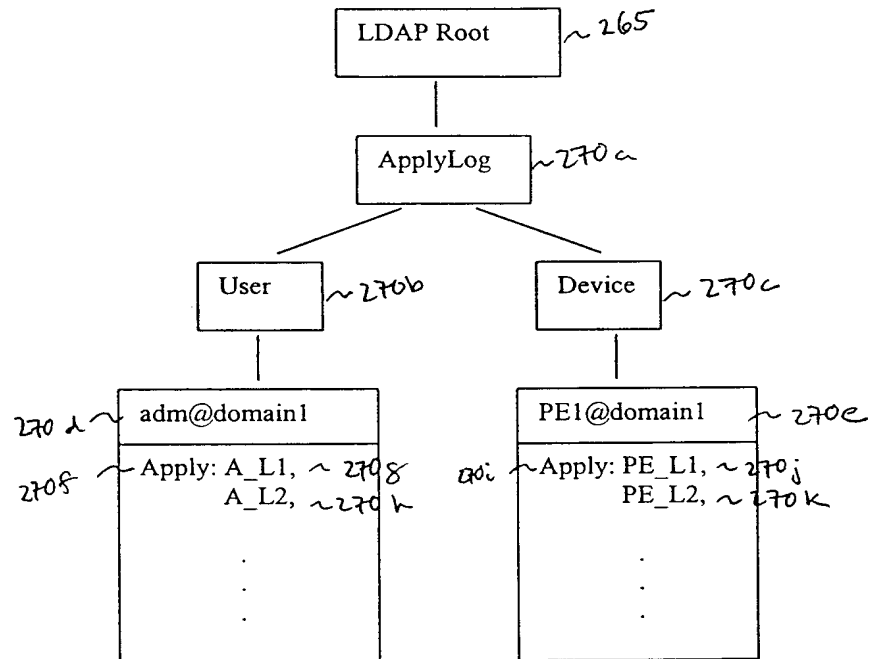 LDAP Root ~ 265
ApplyLog ~270a
User ~270b
Device ~ 270c
270d ~ adm@domain1
PE1@domain1 ~ 270e
270f ~ Apply: A_L1, ~ 270g
270i ~ Apply: PE_L1, ~ 270j
A_L2, ~270h
PE_L2, ~ 270k